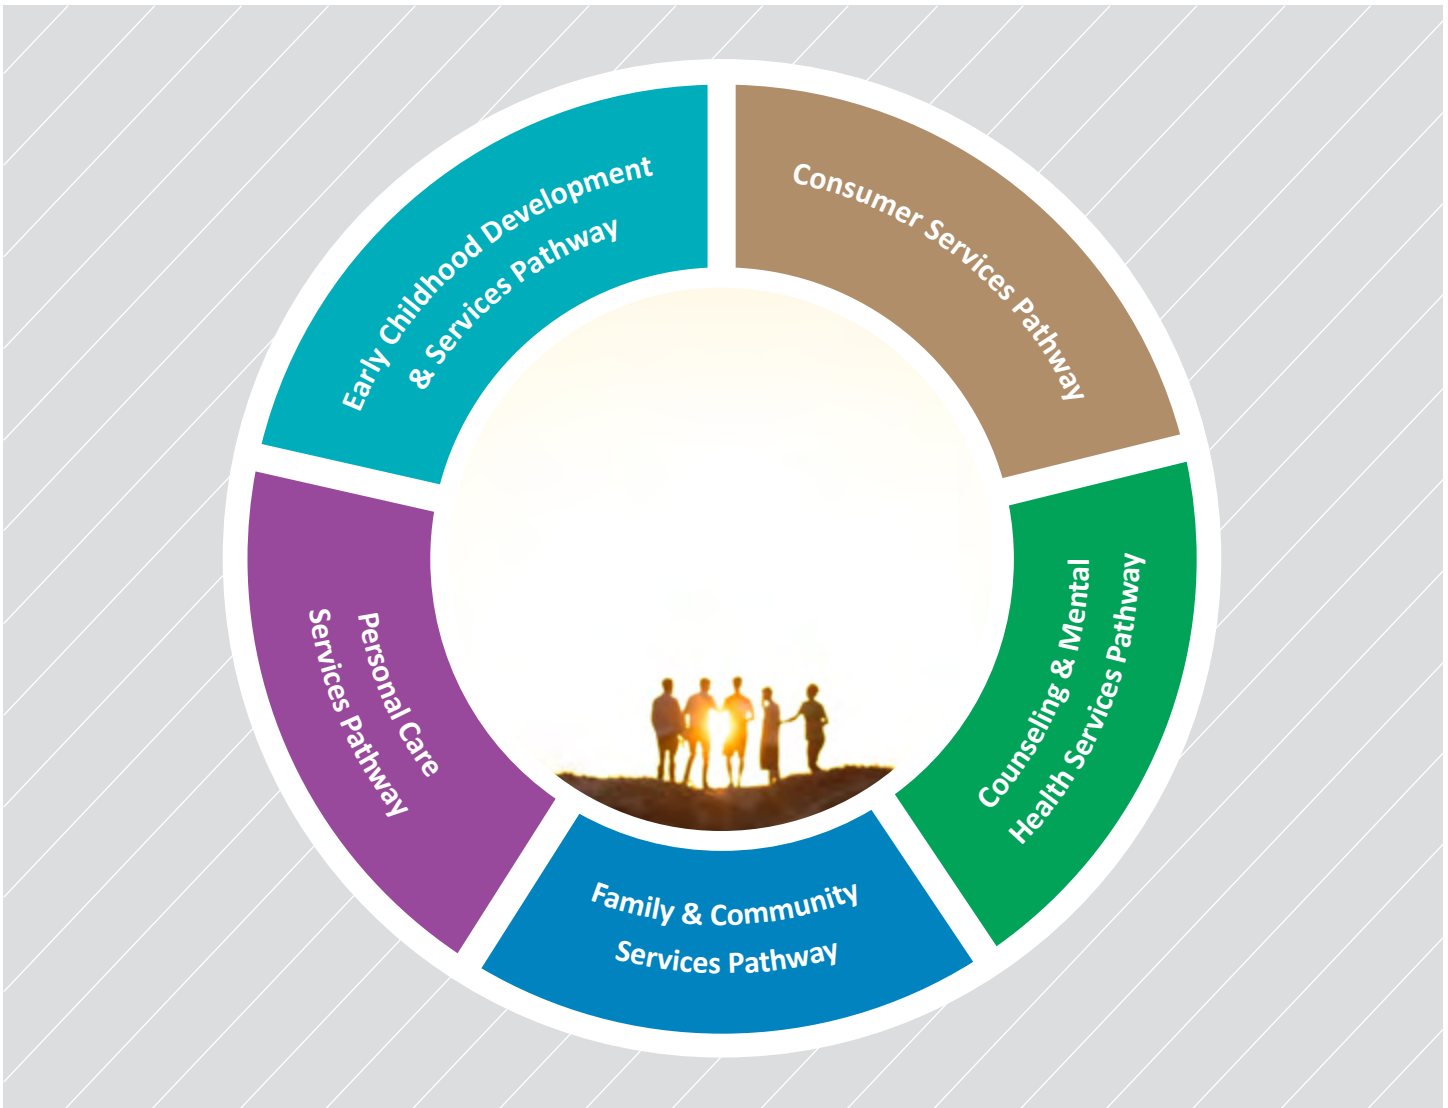 Early Childhood Development
& Services Pathway
Consumer Services Pathway
Counseling & Mental
Health Services Pathway
Family & Community
Services Pathway
Personal Care
Services Pathway